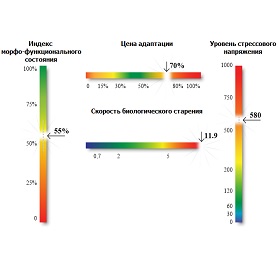 Индекс
морфо-функционального
состояния
100%
75%
55%
50%
25%
0
Цена адаптации
70%
0 15% 30% 50% 80% 100%
Скорость биологического старения
11.9
0,7 2 5
Уровень стрессового
напряжения
1000
600
580
500
250
120
60
30
0